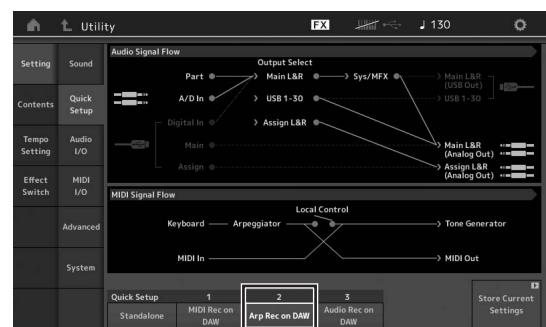 Utility
FX
♩ 130
Setting
Contents
Tempo
Setting
Effect
Switch
Sound
Quick
Setup
Audio
I/O
MIDI
I/O
Advanced
System
Audio Signal Flow
Output Select
Part
Main L&R
Sys/MFX
Main L&R
(USB Out)
A/D In
USB 1-30
USB 1-30
Digital In
Assign L&R
Main
Main L&R
(Analog Out)
Assign
Assign L&R
(Analog Out)
MIDI Signal Flow
Local Control
Keyboard
Arpeggiator
Tone Generator
MIDI In
MIDI Out
Quick Setup
1
2
3
Standalone
MIDI Rec on
DAW
Arp Rec on DAW
Audio Rec on
DAW
Store Current
Settings